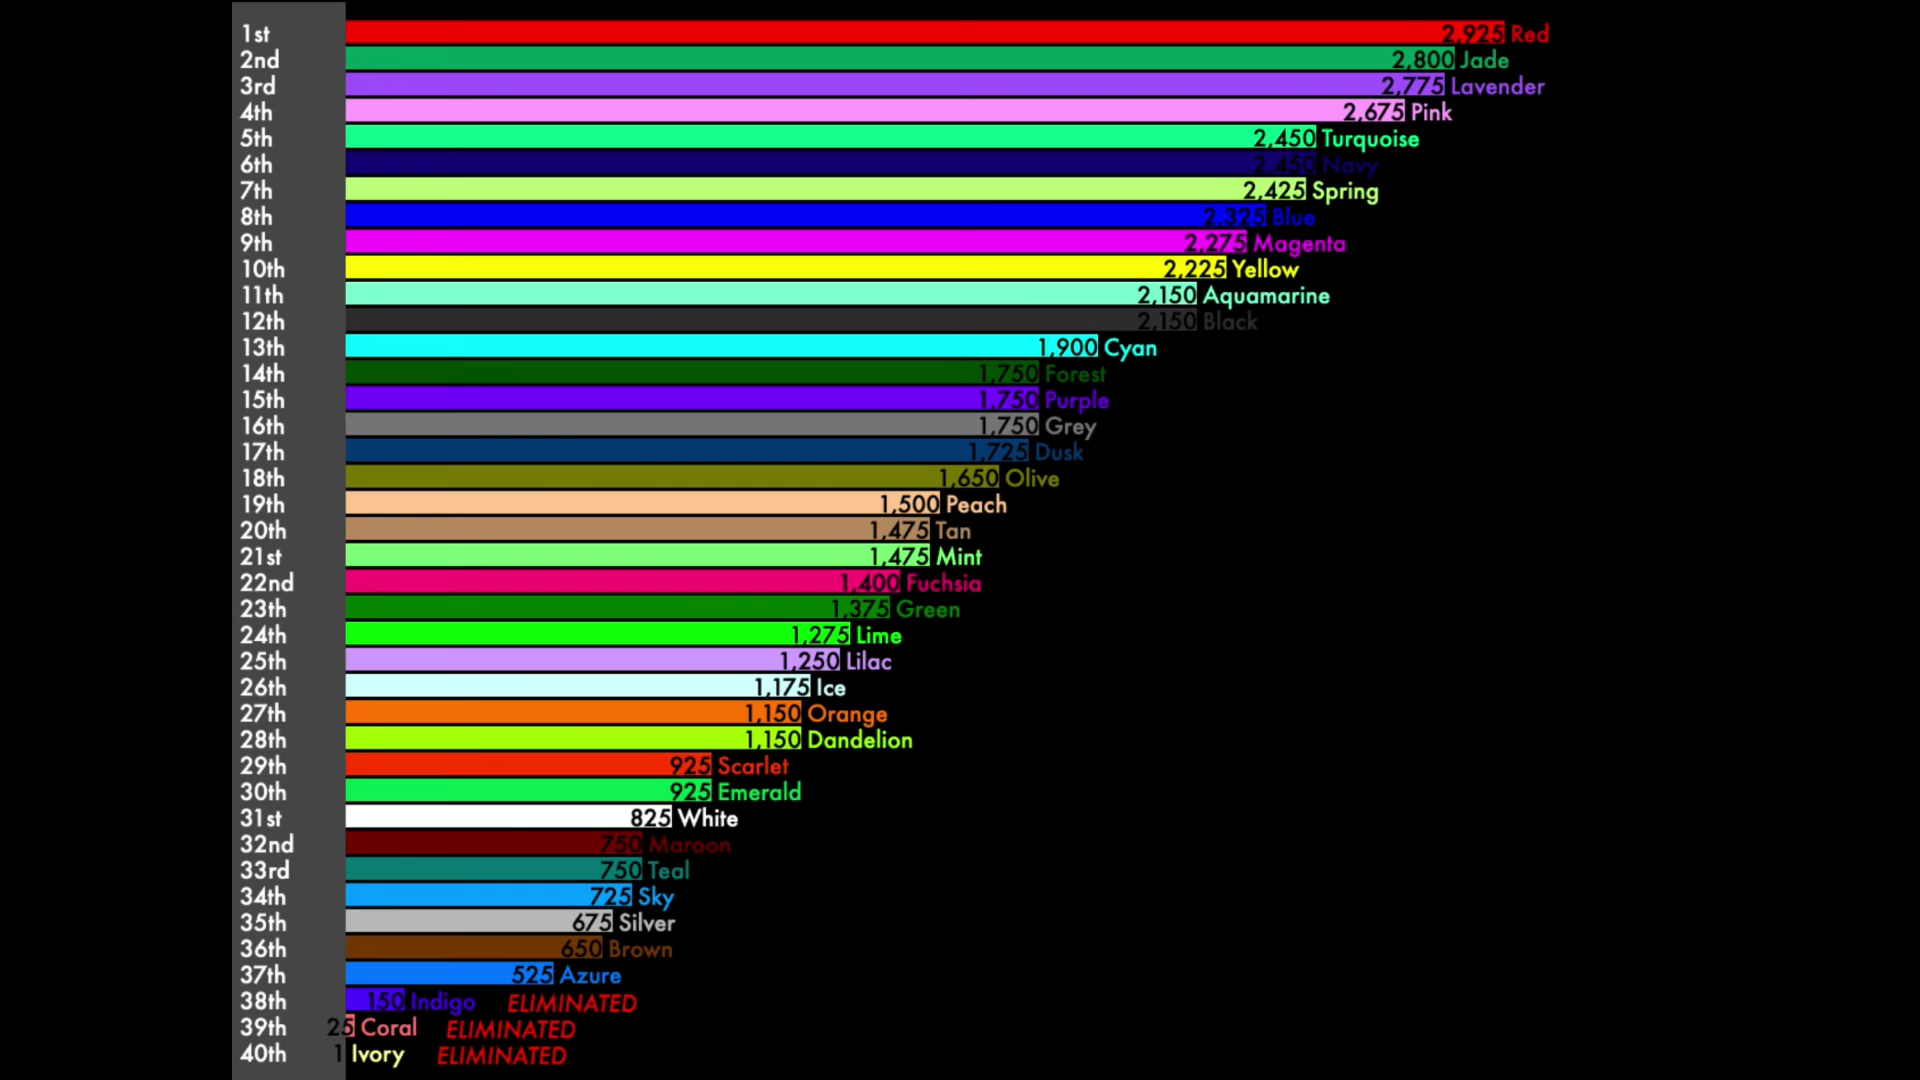 1st 2,925 Red
2nd 2,800 Jade
3rd 2,775 Lavender
4th 2,675 Pink
5th 2,450 Turquoise
6th 2,450 Navy
7th 2,425 Spring
8th 2,325 Blue
9th 2,275 Magenta
10th 2,225 Yellow
11th 2,150 Aquamarine
12th 2,150 Black
13th 1,900 Cyan
14th 1,750 Forest
15th 1,750 Purple
16th 1,750 Grey
17th 1,725 Dusk
18th 1,650 Olive
19th 1,500 Peach
20th 1,475 Tan
21st 1,475 Mint
22nd 1,400 Fuchsia
23th 1,375 Green
24th 1,275 Lime
25th 1,250 Lilac
26th 1,175 Ice
27th 1,150 Orange
28th 1,150 Dandelion
29th 925 Scarlet
30th 925 Emerald
31st 825 White
32nd 750 Maroon
33rd 750 Teal
34th 725 Sky
35th 675 Silver
36th 650 Brown
37th 525 Azure
38th 150 Indigo ELIMINATED
39th 25 Coral ELIMINATED
40th 1 Ivory ELIMINATED